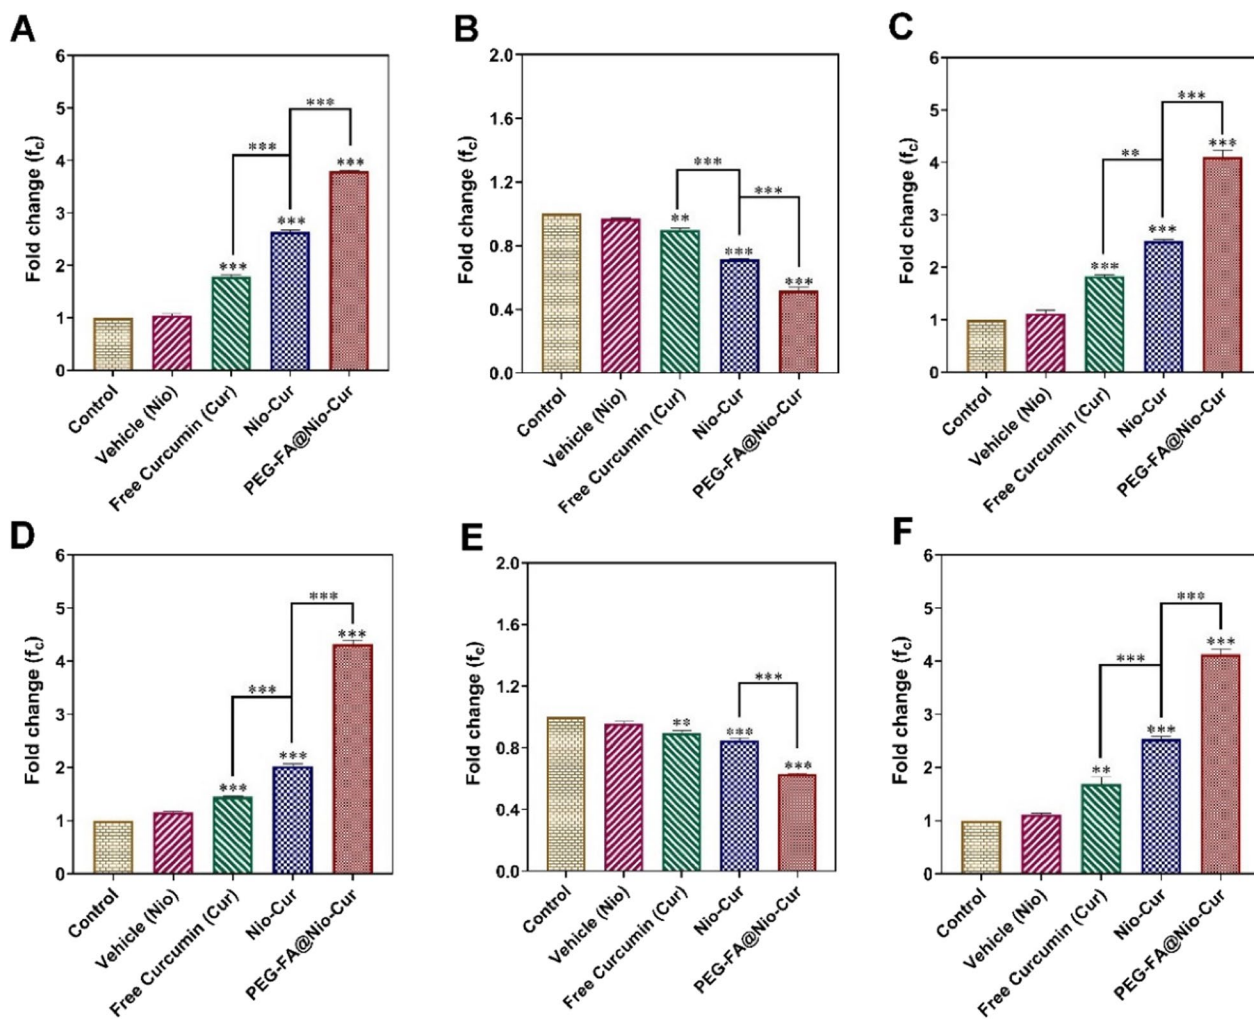 A
Fold change (fc)
6
5
4
3
2
1
0
***
***
***
***
***
Control
Vehicle (Nio)
Free Curcumin (Cur)
Nio-Cur
PEG-FA@Nio-Cur
B
Fold change (fc)
2.0
1.6
1.2
0.8
0.4
0.0
***
***
**
***
***
Control
Vehicle (Nio)
Free Curcumin (Cur)
Nio-Cur
PEG-FA@Nio-Cur
C
Fold change (fc)
6
5
4
3
2
1
0
***
**
***
***
***
Control
Vehicle (Nio)
Free Curcumin (Cur)
Nio-Cur
PEG-FA@Nio-Cur
D
Fold change (fc)
6
5
4
3
2
1
0
***
***
***
***
***
Control
Vehicle (Nio)
Free Curcumin (Cur)
Nio-Cur
PEG-FA@Nio-Cur
E
Fold change (fc)
2.0
1.6
1.2
0.8
0.4
0.0
***
**
***
***
Control
Vehicle (Nio)
Free Curcumin (Cur)
Nio-Cur
PEG-FA@Nio-Cur
F
Fold change (fc)
6
5
4
3
2
1
0
***
***
***
***
**
Control
Vehicle (Nio)
Free Curcumin (Cur)
Nio-Cur
PEG-FA@Nio-Cur